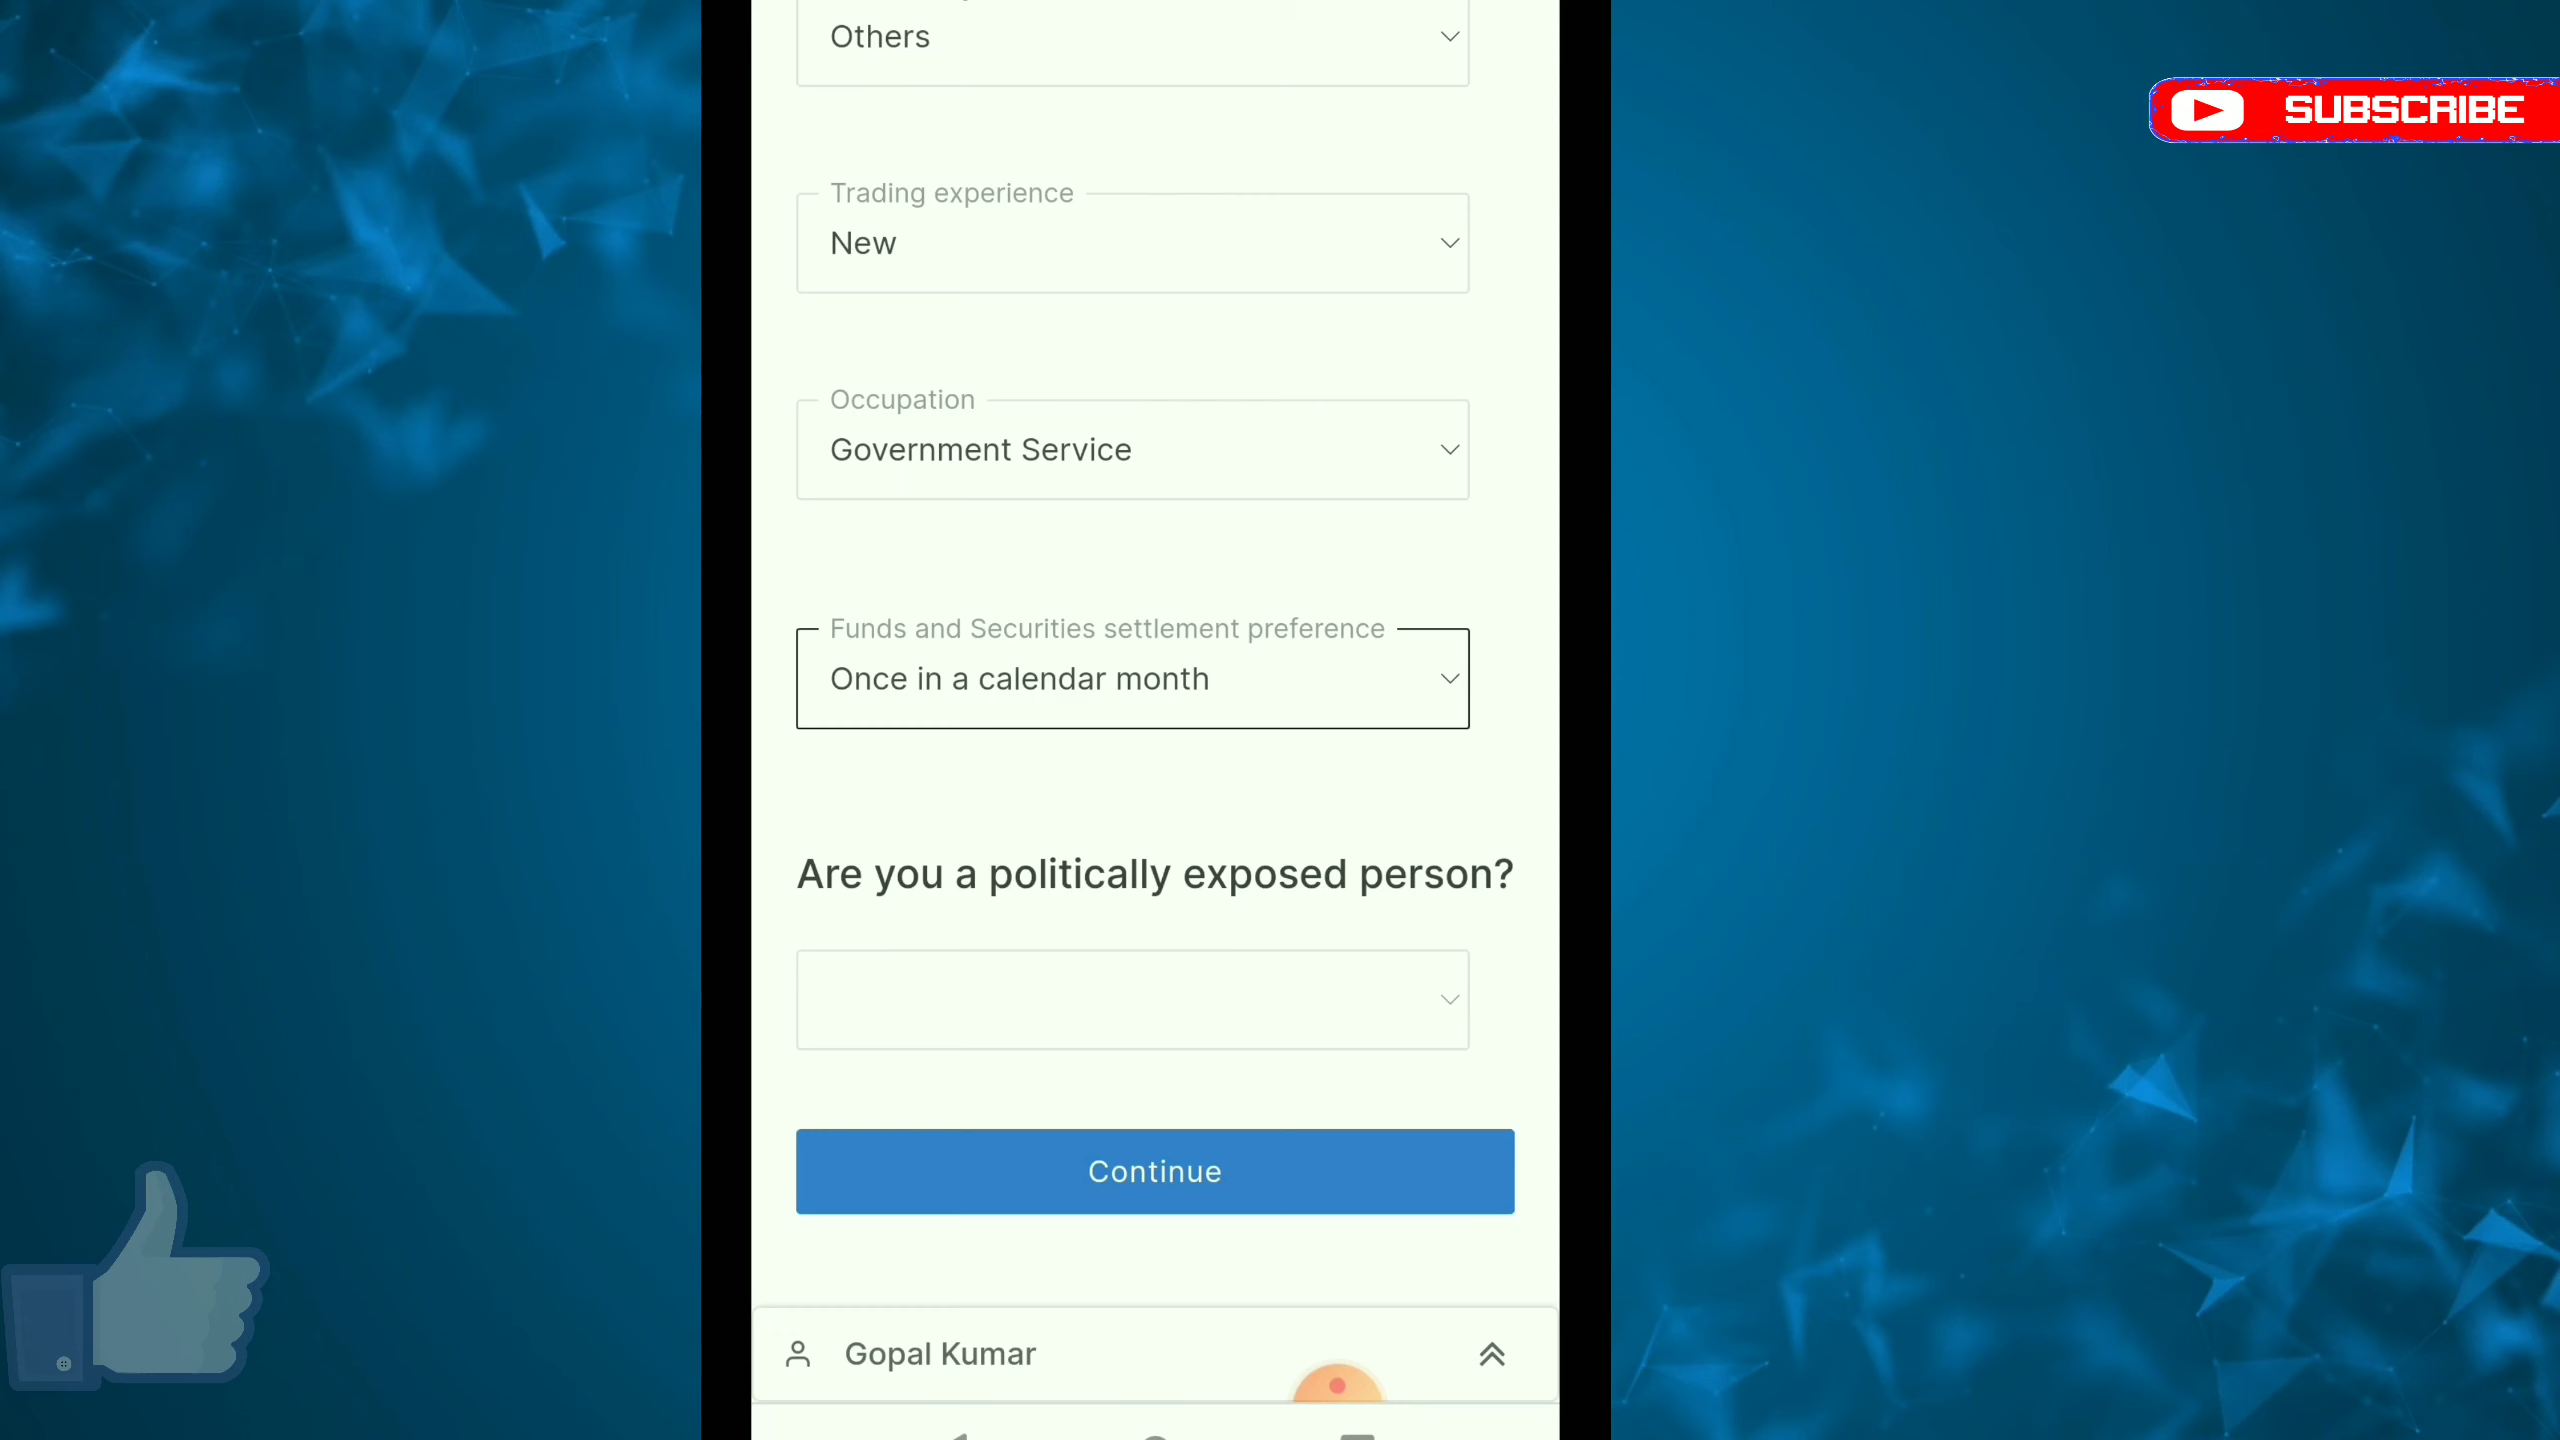 Others
SUBSCRIBE
Trading experience
New
Occupation
Government Service
Funds and Securities settlement preference
Once in a calendar month
Are you a politically exposed person?
Continue
Gopal Kumar